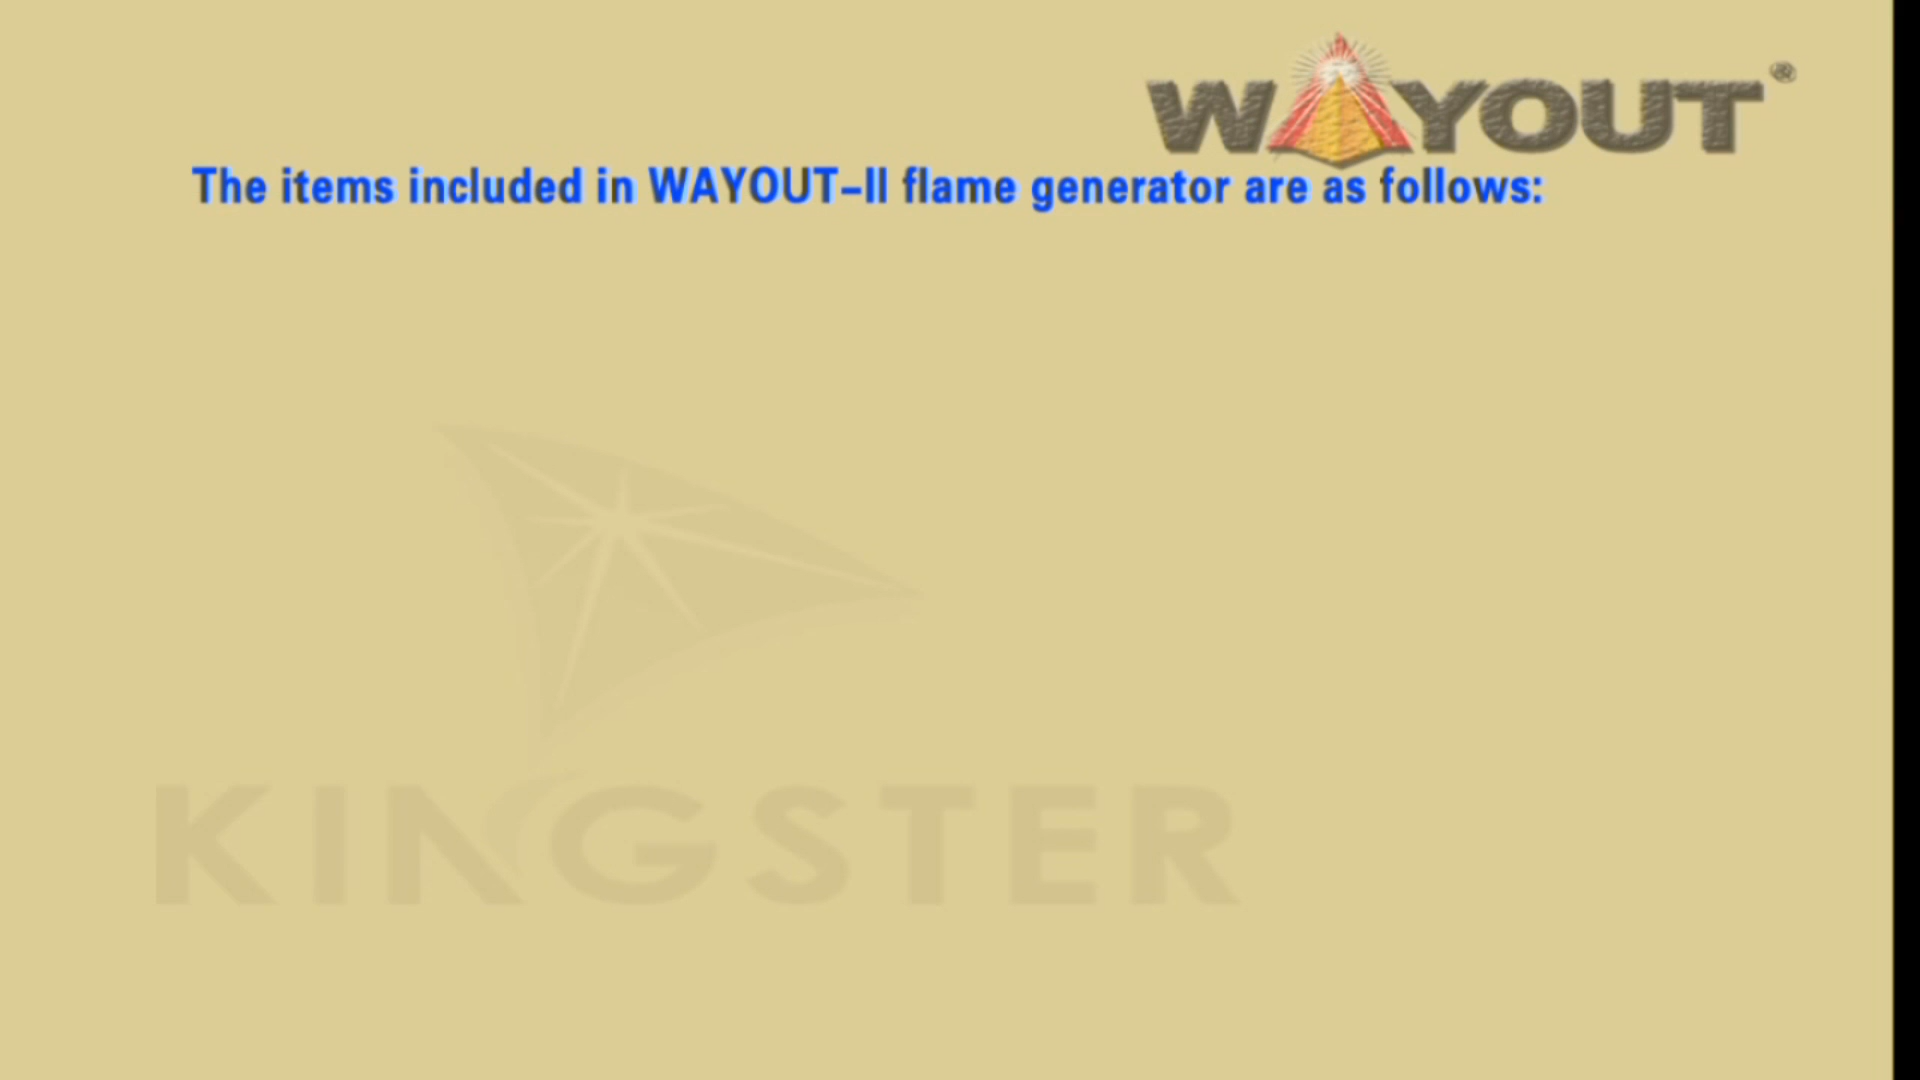 WAYOUT®
The items included in WAYOUT-II flame generator are as follows:
KINGSTER